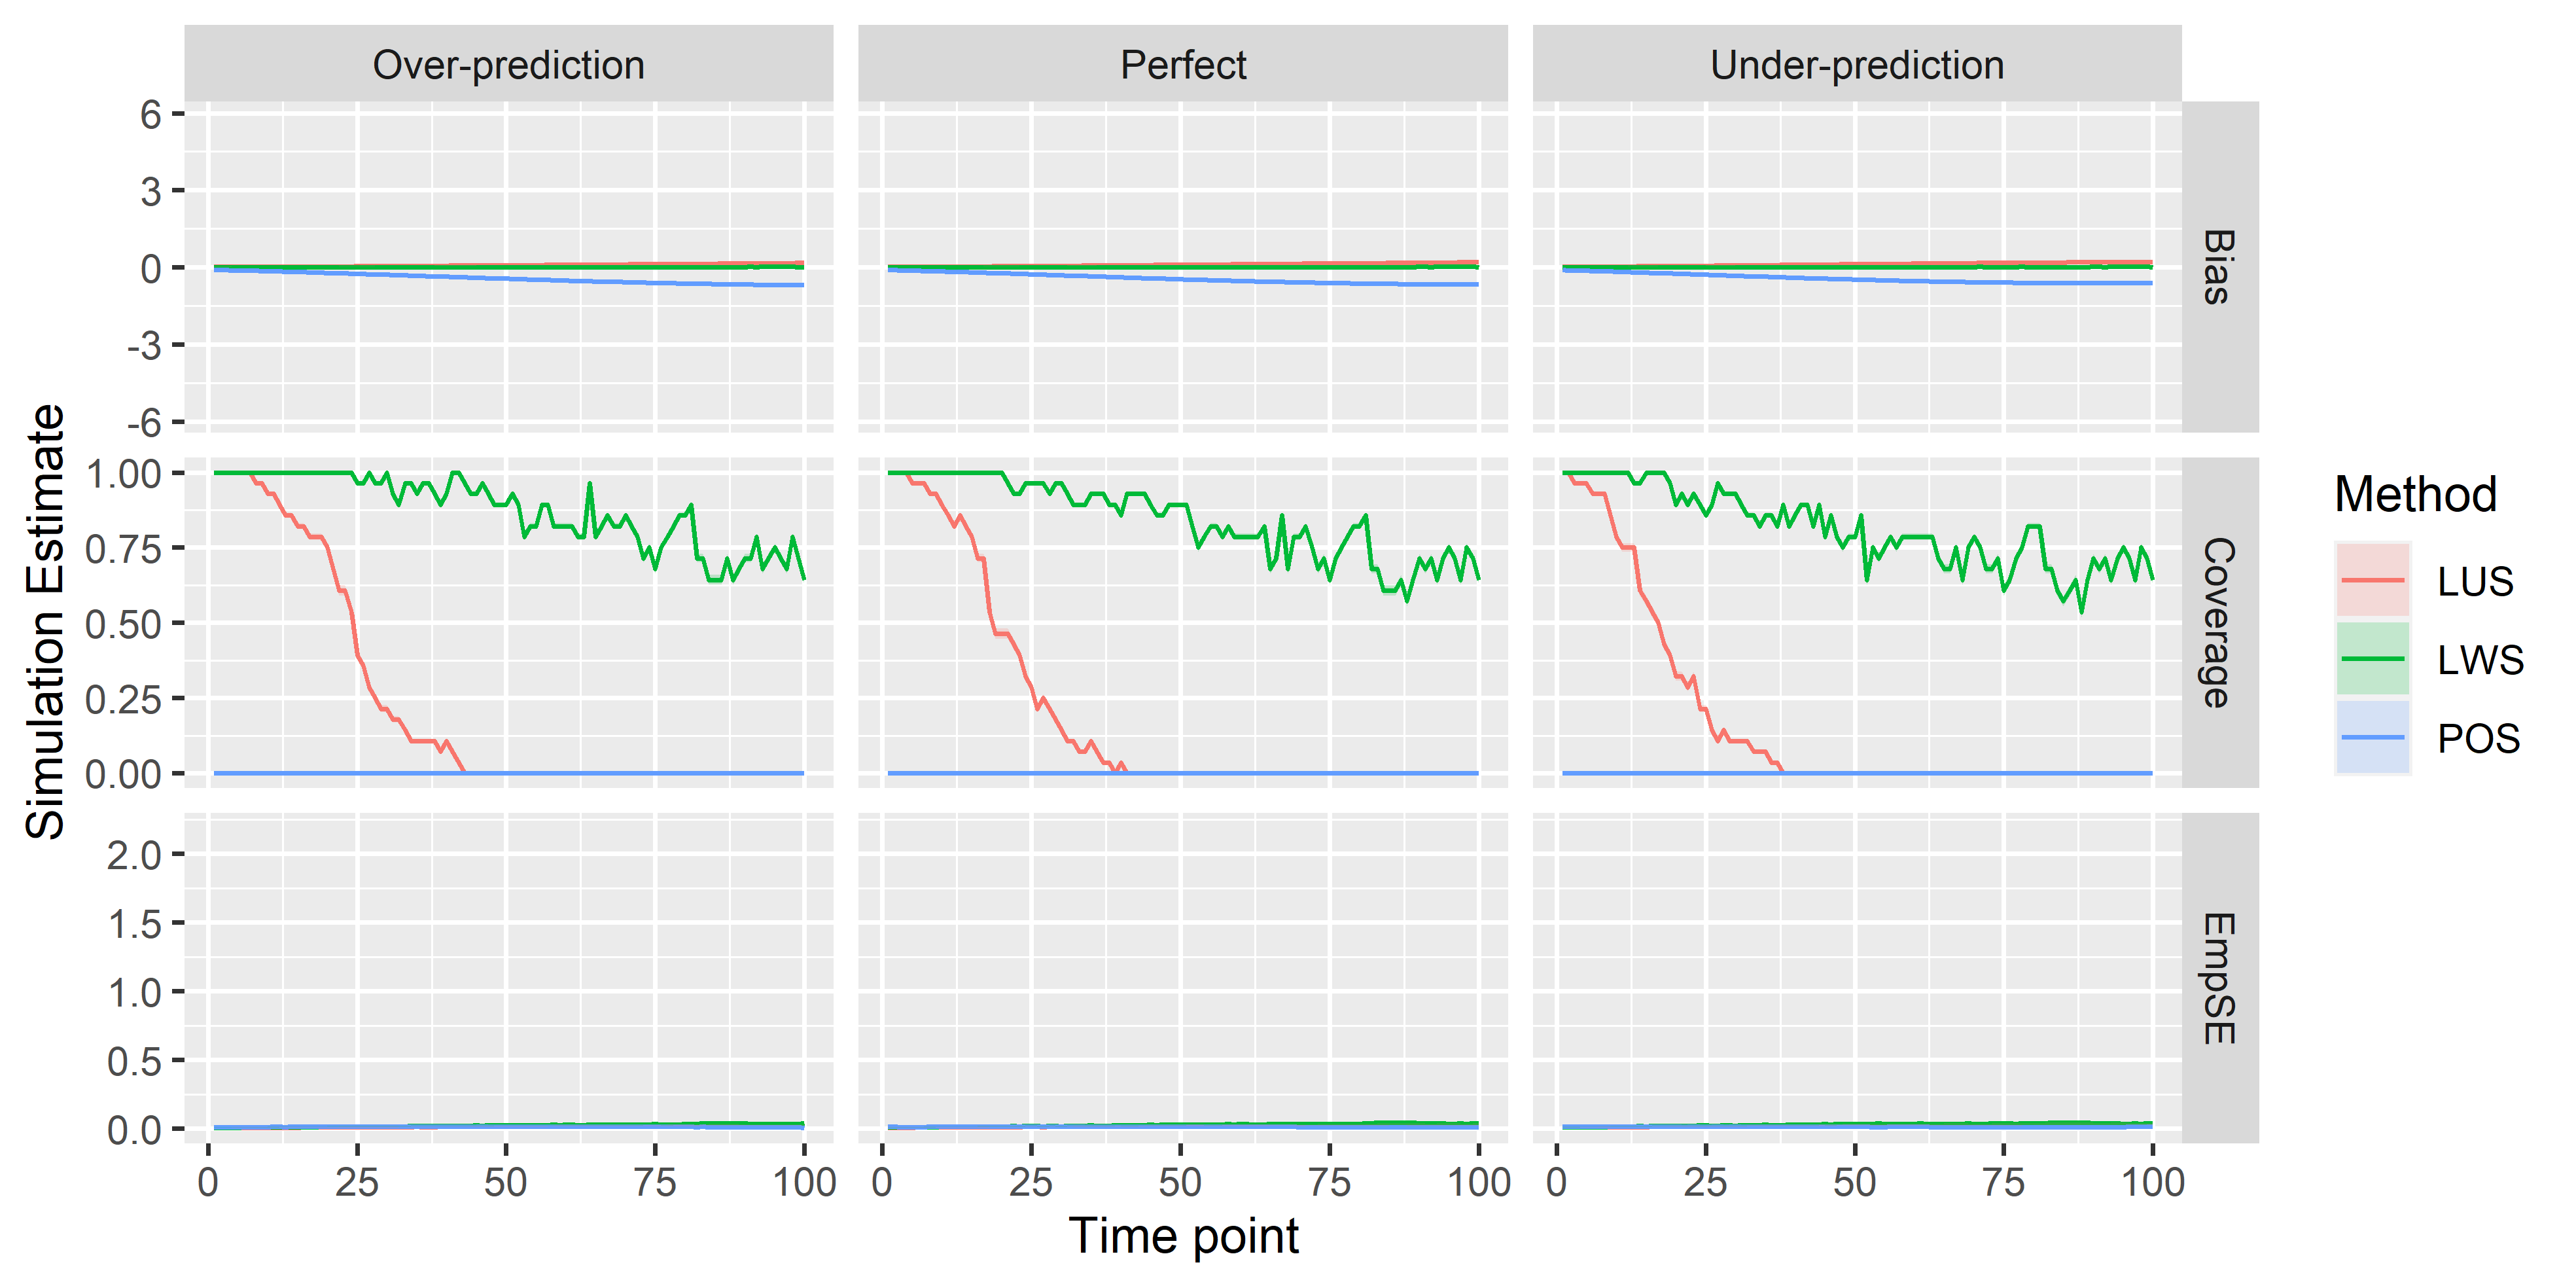 Over-prediction
Perfect
Under-prediction
6
3
0
-3
-6
Bias
1.00
0.75
0.50
0.25
0.00
Coverage
2.0
1.5
1.0
0.5
0.0
EmpSE
0 25 50 75 100
0 25 50 75 100
0 25 50 75 100
Time point
Simulation Estimate
Method
LUS
LWS
POS